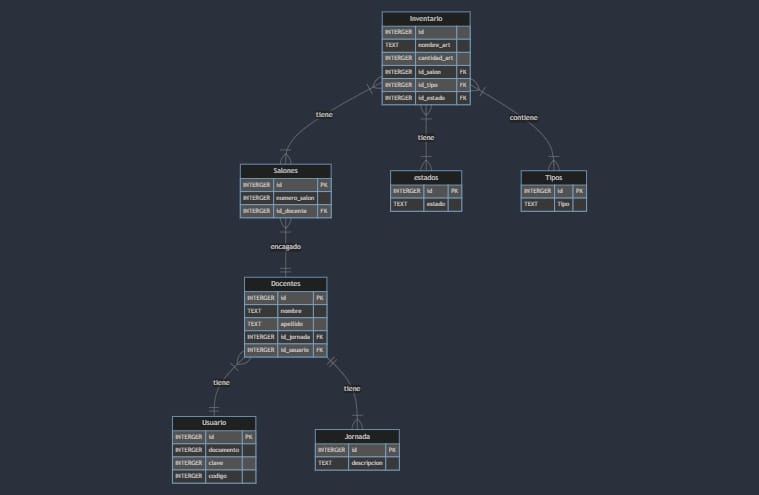 Inventario
INTERGER id
TEXT nombre_art
INTERGER cantidad_art
INTERGER id_salon FK
INTERGER id_tipo FK
INTERGER id_estado FK
tiene
tiene
contiene
Salones
INTERGER id PK
INTERGER numero_salon
INTERGER id_docente FK
estados
INTERGER id PK
TEXT estado
Tipos
INTERGER id PK
TEXT Tipo
encagado
Docentes
INTERGER id PK
TEXT nombre
TEXT apellido
INTERGER id_jornada FK
INTERGER id_usuario FK
tiene
tiene
Usuario
INTERGER id PK
INTERGER documento
INTERGER clave
INTERGER codigo
Jornada
INTERGER id PK
TEXT descripcion